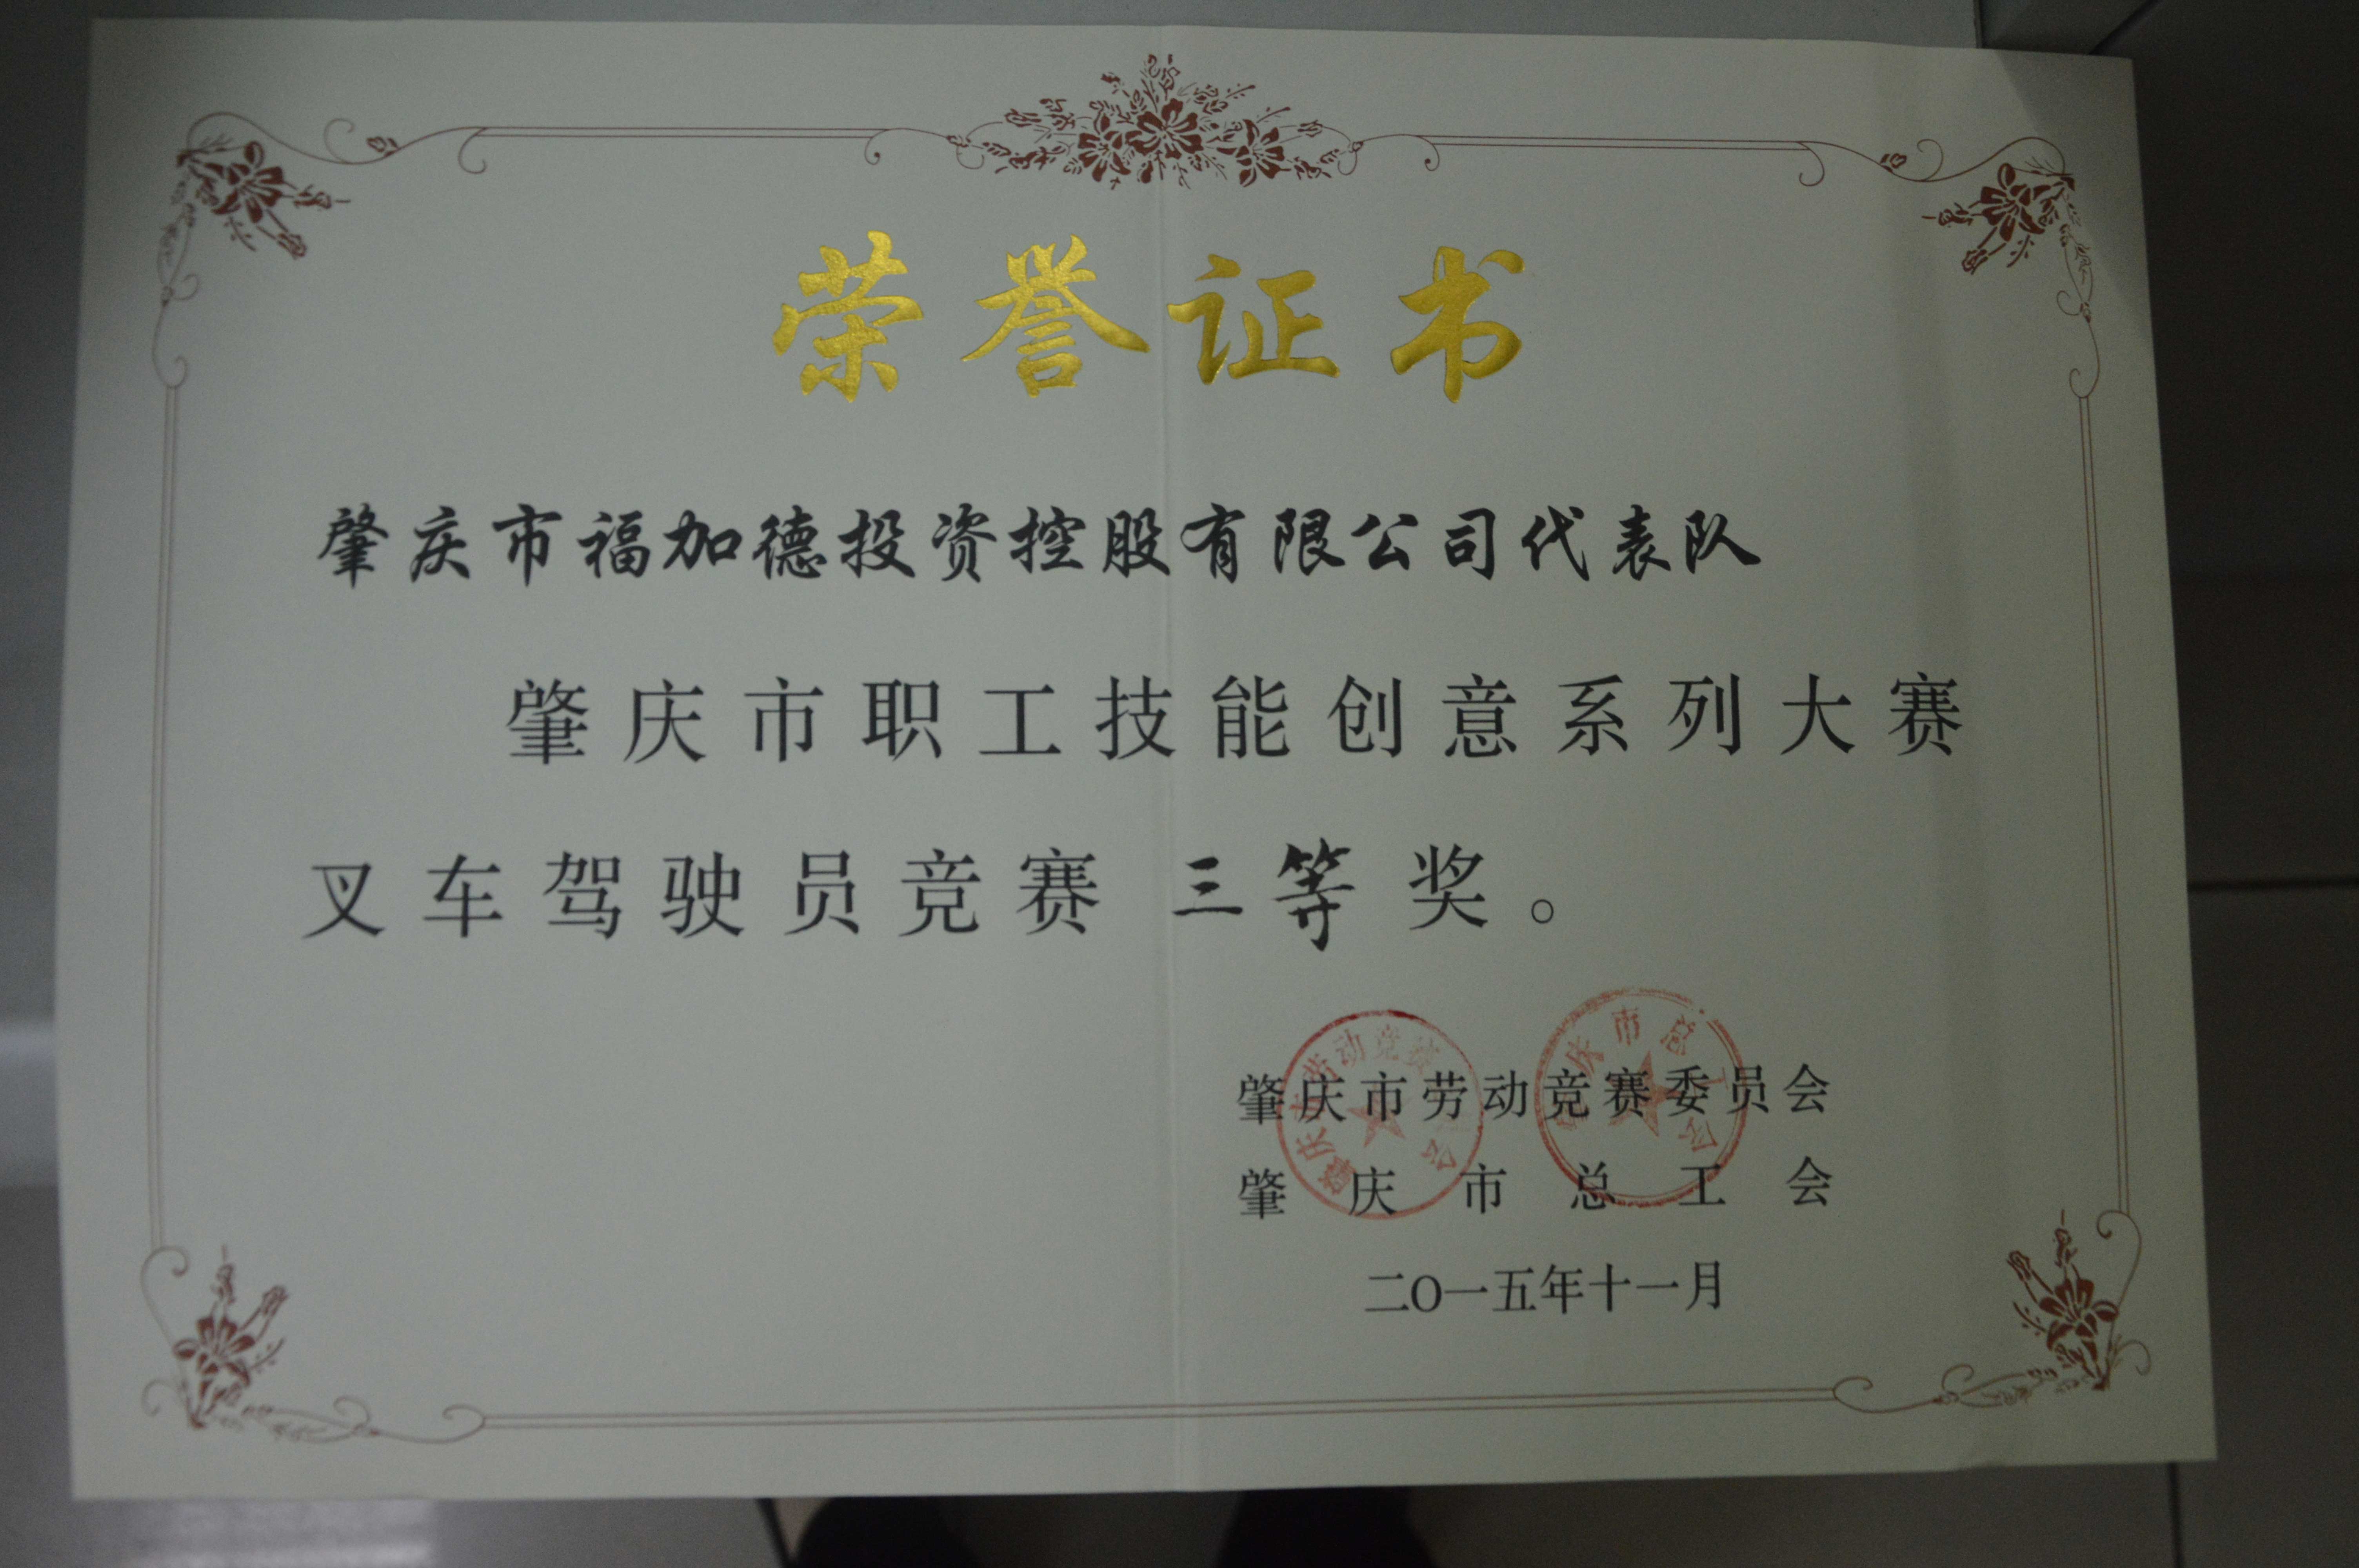 荣誉证书
肇庆市福加德投资控股有限公司代表队
肇庆市职工技能创意系列大赛
叉车驾驶员竞赛 三等奖。
肇庆市劳动竞赛委员会
肇庆市总工会
二〇一五年十一月